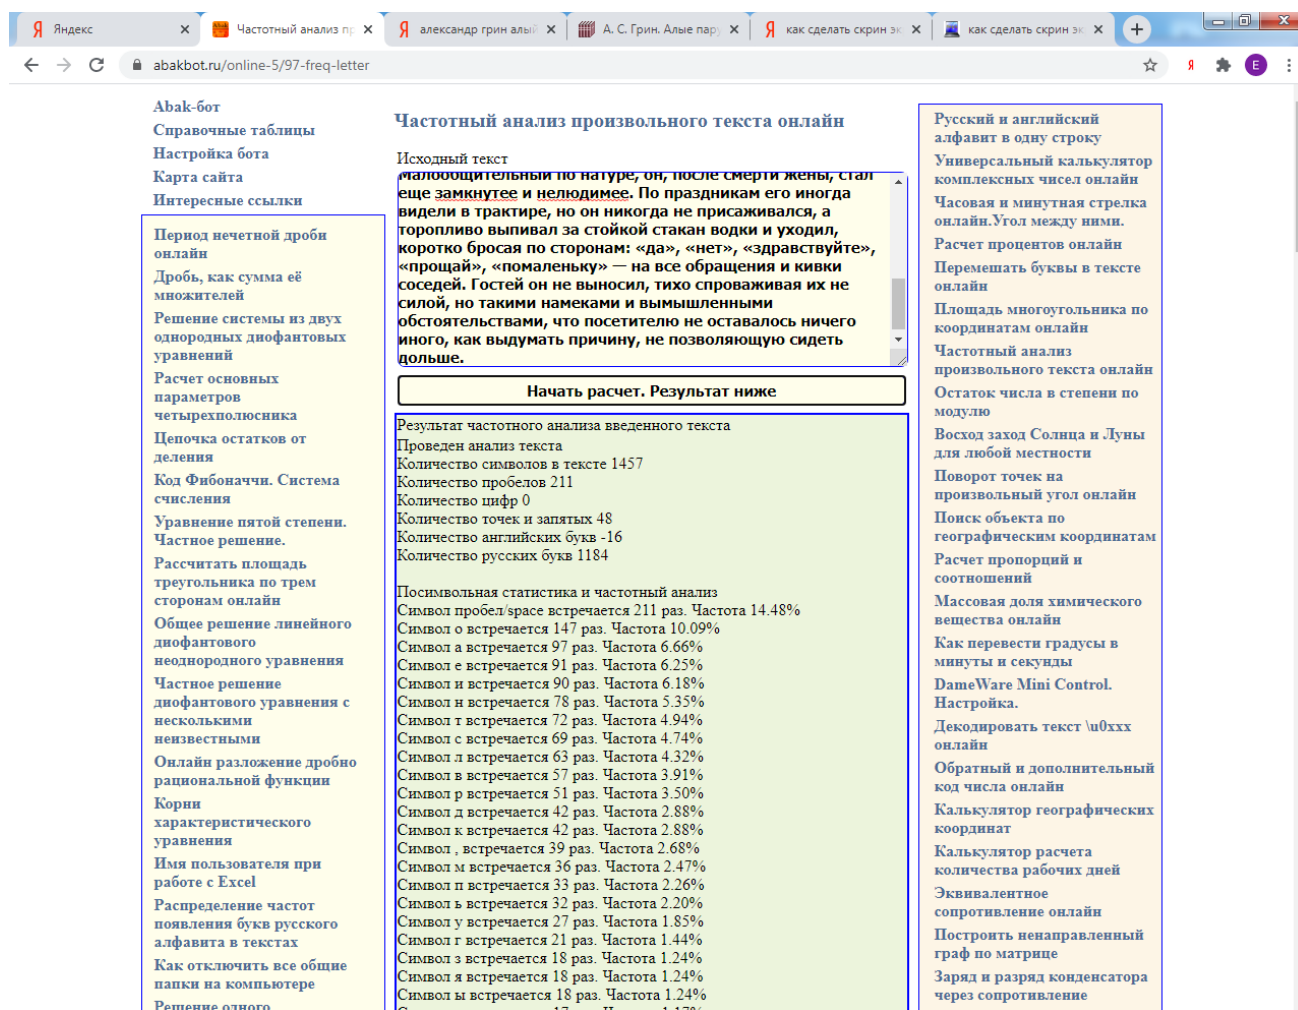 Яндекс
Частотный анализ пр
александр грин алый
А. С. Грин. Алые пару
как сделать скрин эк
как сделать скрин эк
abakbot.ru/online-5/97-freq-letter
Я
E
Abak-бот
Справочные таблицы
Настройка бота
Карта сайта
Интересные ссылки
Период нечетной дроби
онлайн
Дробь, как сумма её
множителей
Решение системы из двух
однородных диофантовых
уравнений
Расчет основных
параметров
четырехполюсника
Цепочка остатков от
деления
Код Фибоначчи. Система
счисления
Уравнение пятой степени.
Частное решение.
Рассчитать площадь
треугольника по трем
сторонам онлайн
Общее решение линейного
диофантового
неоднородного уравнения
Частное решение
диофантового уравнения с
несколькими
неизвестными
Онлайн разложение дробно
рациональной функции
Корни
характеристического
уравнения
Имя пользователя при
работе с Excel
Распределение частот
появления букв русского
алфавита в текстах
Как отключить все общие
папки на компьютере
Решение одного
Частотный анализ произвольного текста онлайн
Исходный текст
малообщительный по натуре, он, после смерти жены, стал
еще замкнутее и нелюдимее. По праздникам его иногда
видели в трактире, но он никогда не присаживался, а
торопливо выпивал за стойкой стакан водки и уходил,
коротко бросая по сторонам: «да», «нет», «здравствуйте»,
«прощай», «помаленьку» — на все обращения и кивки
соседей. Гостей он не выносил, тихо спроваживая их не
силой, но такими намеками и вымышленными
обстоятельствами, что посетителю не оставалось ничего
иного, как выдумать причину, не позволяющую сидеть
дольше.
Начать расчет. Результат ниже
Результат частотного анализа введенного текста
Проведен анализ текста
Количество символов в тексте 1457
Количество пробелов 211
Количество цифр 0
Количество точек и запятых 48
Количество английских букв -16
Количество русских букв 1184
Посимвольная статистика и частотный анализ
Символ пробел/space встречается 211 раз. Частота 14.48%
Символ о встречается 147 раз. Частота 10.09%
Символ а встречается 97 раз. Частота 6.66%
Символ е встречается 91 раз. Частота 6.25%
Символ и встречается 90 раз. Частота 6.18%
Символ н встречается 78 раз. Частота 5.35%
Символ т встречается 72 раз. Частота 4.94%
Символ с встречается 69 раз. Частота 4.74%
Символ л встречается 63 раз. Частота 4.32%
Символ в встречается 57 раз. Частота 3.91%
Символ р встречается 51 раз. Частота 3.50%
Символ д встречается 42 раз. Частота 2.88%
Символ к встречается 42 раз. Частота 2.88%
Символ , встречается 39 раз. Частота 2.68%
Символ м встречается 36 раз. Частота 2.47%
Символ п встречается 33 раз. Частота 2.26%
Символ ь встречается 32 раз. Частота 2.20%
Символ у встречается 27 раз. Частота 1.85%
Символ г встречается 21 раз. Частота 1.44%
Символ з встречается 18 раз. Частота 1.24%
Символ я встречается 18 раз. Частота 1.24%
Символ ы встречается 18 раз. Частота 1.24%
Русский и английский
алфавит в одну строку
Универсальный калькулятор
комплексных чисел онлайн
Часовая и минутная стрелка
онлайн.Угол между ними.
Расчет процентов онлайн
Перемешать буквы в тексте
онлайн
Площадь многоугольника по
координатам онлайн
Частотный анализ
произвольного текста онлайн
Остаток числа в степени по
модулю
Восход заход Солнца и Луны
для любой местности
Поворот точек на
произвольный угол онлайн
Поиск объекта по
географическим координатам
Расчет пропорций и
соотношений
Массовая доля химического
вещества онлайн
Как перевести градусы в
минуты и секунды
DameWare Mini Control.
Настройка.
Декодировать текст \u0xxx
онлайн
Обратный и дополнительный
код числа онлайн
Калькулятор географических
координат
Калькулятор расчета
количества рабочих дней
Эквивалентное
сопротивление онлайн
Построить ненаправленный
граф по матрице
Заряд и разряд конденсатора
через сопротивление